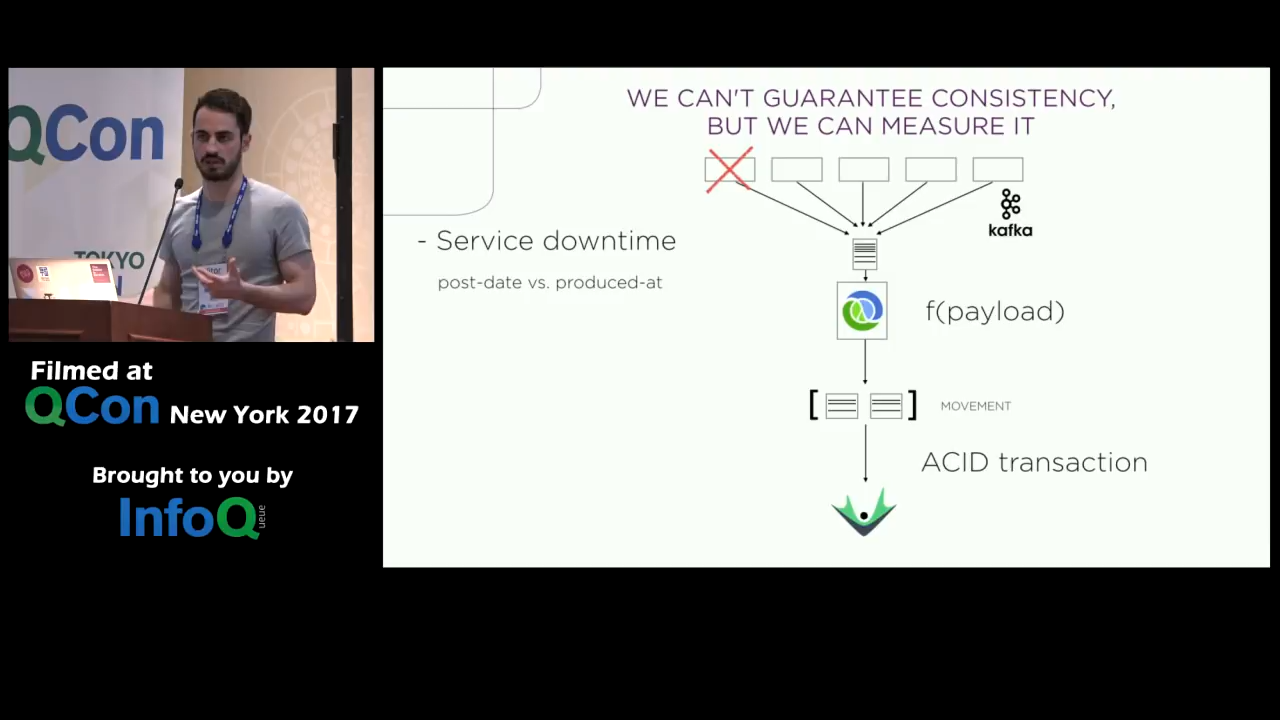 QCon
TOKYO
WE CAN'T GUARANTEE CONSISTENCY,
BUT WE CAN MEASURE IT
kafka
- Service downtime
post-date vs. produced-at
f(payload)
[ ] MOVEMENT
ACID transaction
Filmed at
QCon New York 2017
Brought to you by
InfoQueue